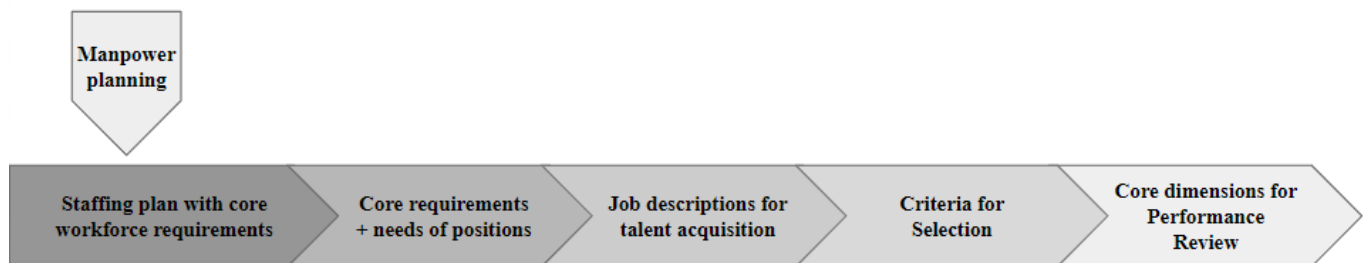 Manpower
planning
Staffing plan with core
workforce requirements
Core requirements
+ needs of positions
Job descriptions for
talent acquisition
Criteria for
Selection
Core dimensions for
Performance
Review